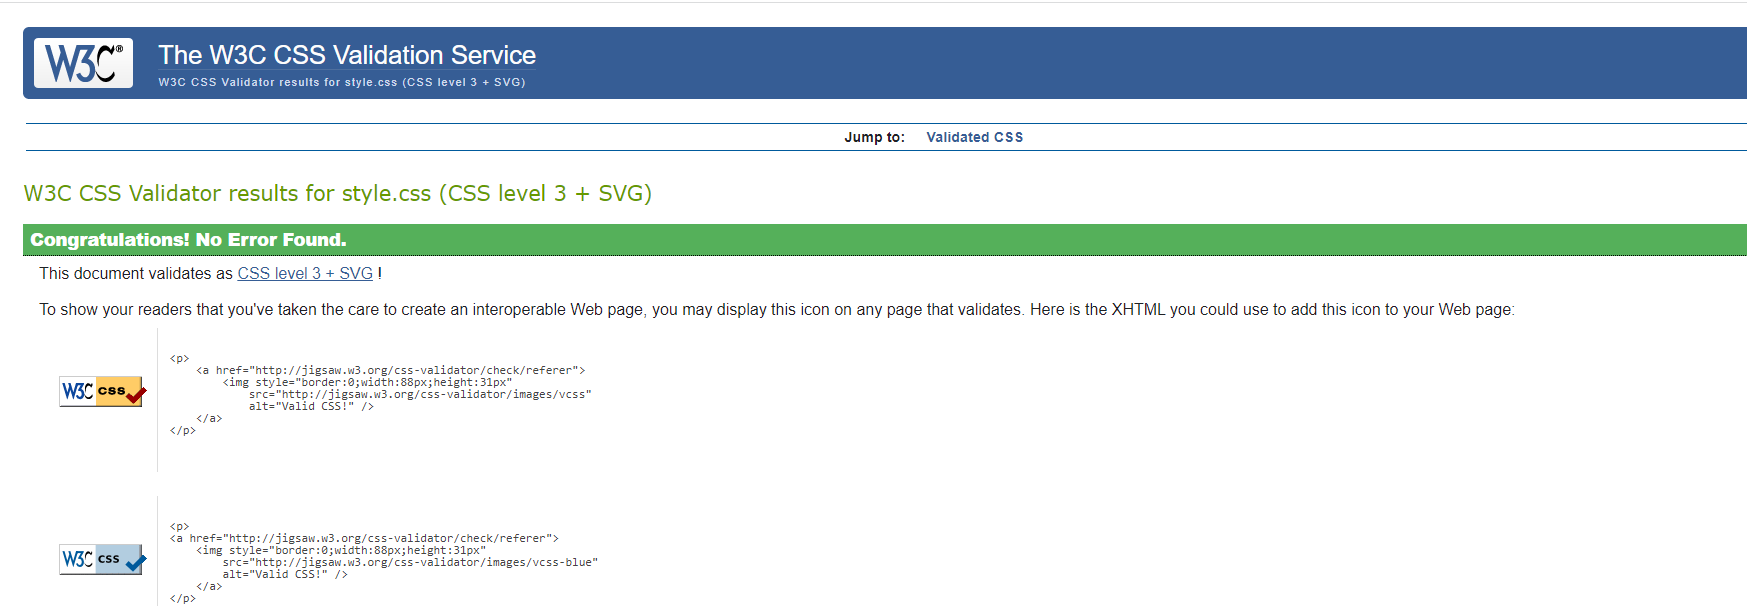 W3C®
The W3C CSS Validation Service
W3C CSS Validator results for style.css (CSS level 3 + SVG)
Jump to: Validated CSS
W3C CSS Validator results for style.css (CSS level 3 + SVG)
Congratulations! No Error Found.
This document validates as CSS level 3 + SVG !
To show your readers that you've taken the care to create an interoperable Web page, you may display this icon on any page that validates. Here is the XHTML you could use to add this icon to your Web page:
W3C css
<p>
<a href="http://jigsaw.w3.org/css-validator/check/referer">
<img style="border:0;width:88px;height:31px"
src="http://jigsaw.w3.org/css-validator/images/vcss"
alt="Valid CSS!" />
</a>
</p>
W3C css
<p>
<a href="http://jigsaw.w3.org/css-validator/check/referer">
<img style="border:0;width:88px;height:31px"
src="http://jigsaw.w3.org/css-validator/images/vcss-blue"
alt="Valid CSS!" />
</a>
</p>